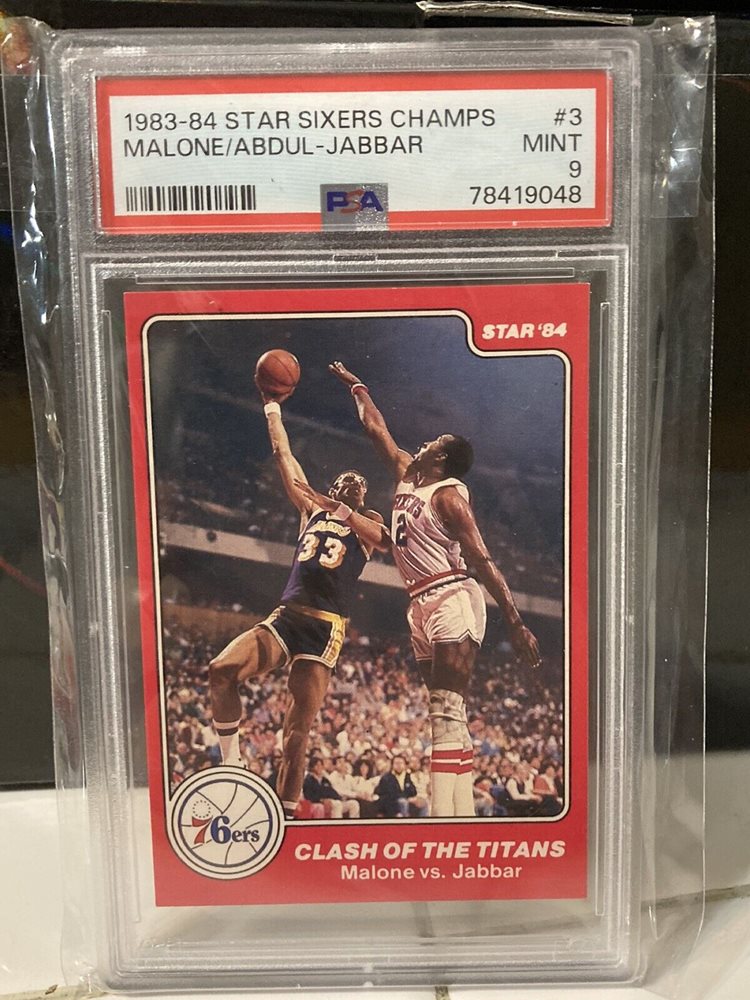 1983-84 STAR SIXERS CHAMPS #3
MALONE/ABDUL-JABBAR MINT
9
PSA 78419048
STAR '84
33
2
76ers
CLASH OF THE TITANS
Malone vs. Jabbar